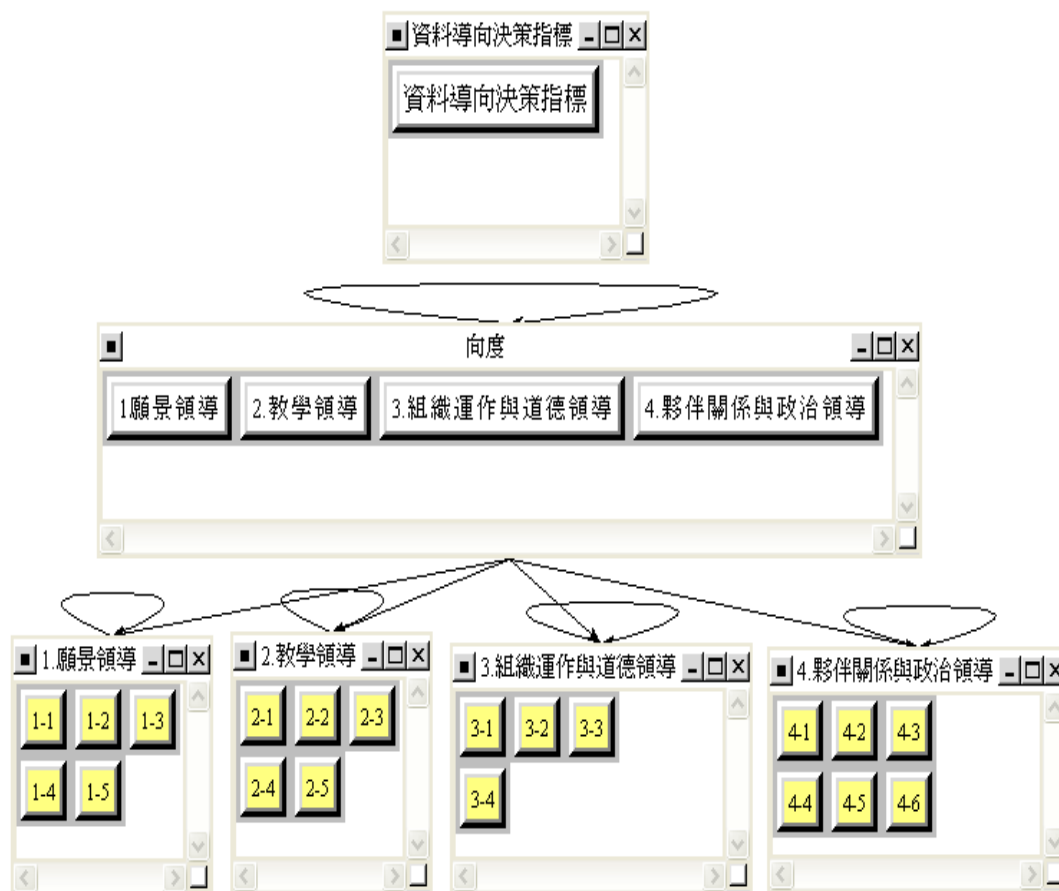 資料導向決策指標
資料導向決策指標
向度
1.願景領導 2.教學領導 3.組織運作與道德領導 4.夥伴關係與政治領導
1.願景領導
1-1 1-2 1-3
1-4 1-5
2.教學領導
2-1 2-2 2-3
2-4 2-5
3.組織運作與道德領導
3-1 3-2 3-3
3-4
4.夥伴關係與政治領導
4-1 4-2 4-3
4-4 4-5 4-6